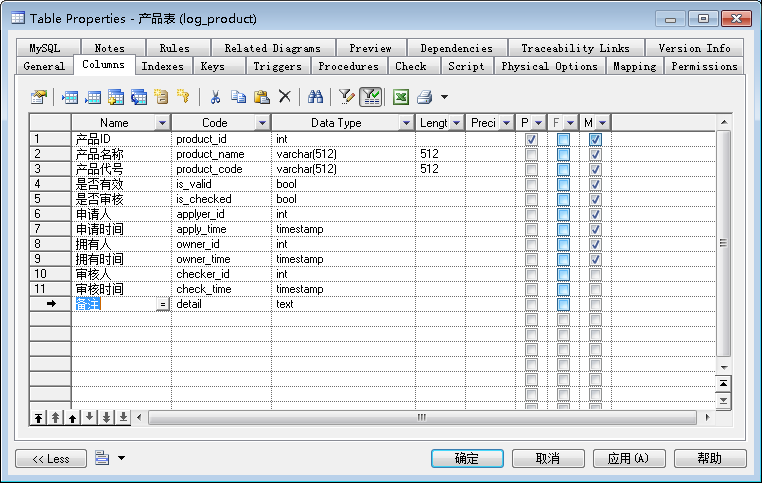 Table Properties - 产品表 (log_product)
MySQL Notes Rules Related Diagrams Preview Dependencies Traceability Links Version Info
General Columns Indexes Keys Triggers Procedures Check Script Physical Options Mapping Permissions
Name Code Data Type Lengt Preci P F M
1 产品ID product_id int
2 产品名称 product_name varchar(512) 512
3 产品代号 product_code varchar(512) 512
4 是否有效 is_valid bool
5 是否审核 is_checked bool
6 申请人 applyer_id int
7 申请时间 apply_time timestamp
8 拥有人 owner_id int
9 拥有时间 owner_time timestamp
10 审核人 checker_id int
11 审核时间 check_time timestamp
备注 = detail text
<< Less 确定 取消 应用(A) 帮助